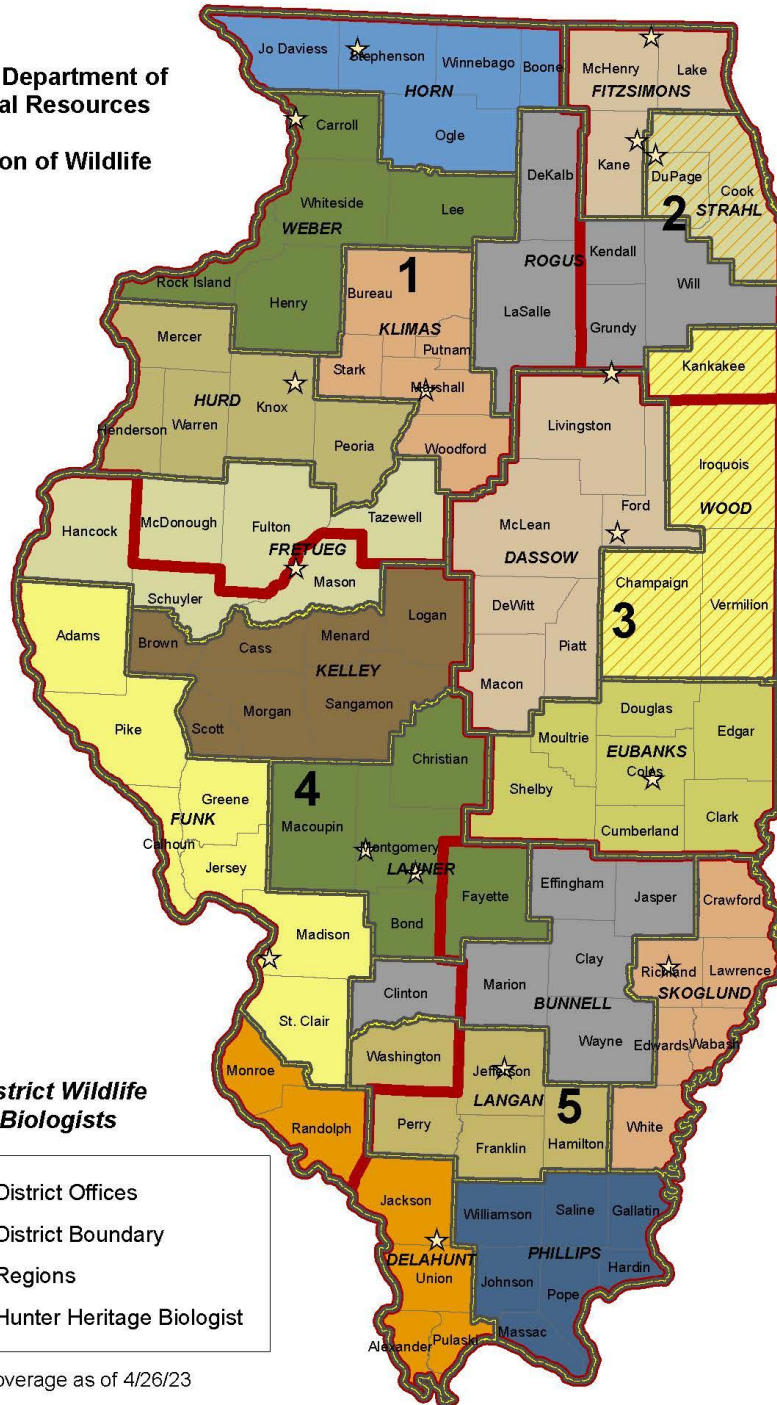 Department of
al Resources
on of Wildlife
Jo Daviess
Stephenson
Winnebago
Boone
McHenry
Lake
HORN
FITZSIMONS
Carroll
Ogle
DeKalb
Kane
DuPage
Cook
2
STRAHL
Whiteside
Lee
WEBER
Rock Island
Henry
1
Bureau
KLIMAS
ROGUS
Kendall
Will
LaSalle
Grundy
Mercer
Putnam
Stark
Marshall
Kankakee
HURD
Knox
Henderson
Warren
Peoria
Woodford
Livingston
Iroquois
WOOD
Hancock
McDonough
Fulton
Tazewell
FRETUEG
Mason
Schuyler
McLean
Ford
DASSOW
Champaign
Vermilion
3
DeWitt
Piatt
Macon
Adams
Brown
Cass
Menard
Logan
KELLEY
Pike
Scott
Morgan
Sangamon
Christian
Moultrie
Douglas
Edgar
EUBANKS
Coles
Shelby
Cumberland
Clark
Greene
FUNK
Calhoun
Jersey
4
Macoupin
Montgomery
LAUNER
Bond
Fayette
Effingham
Jasper
Crawford
Madison
Clay
Richland
Lawrence
SKOGLUND
Clinton
Marion
BUNNELL
St. Clair
Wayne
Edwards
Wabash
Washington
Jefferson
LANGAN
5
Monroe
Randolph
Perry
Franklin
Hamilton
White
strict Wildlife
Biologists
District Offices
District Boundary
Regions
Hunter Heritage Biologist
Jackson
Williamson
Saline
Gallatin
DELAHUNT
Union
PHILLIPS
Johnson
Pope
Hardin
Alexander
Pulaski
Massac
overage as of 4/26/23